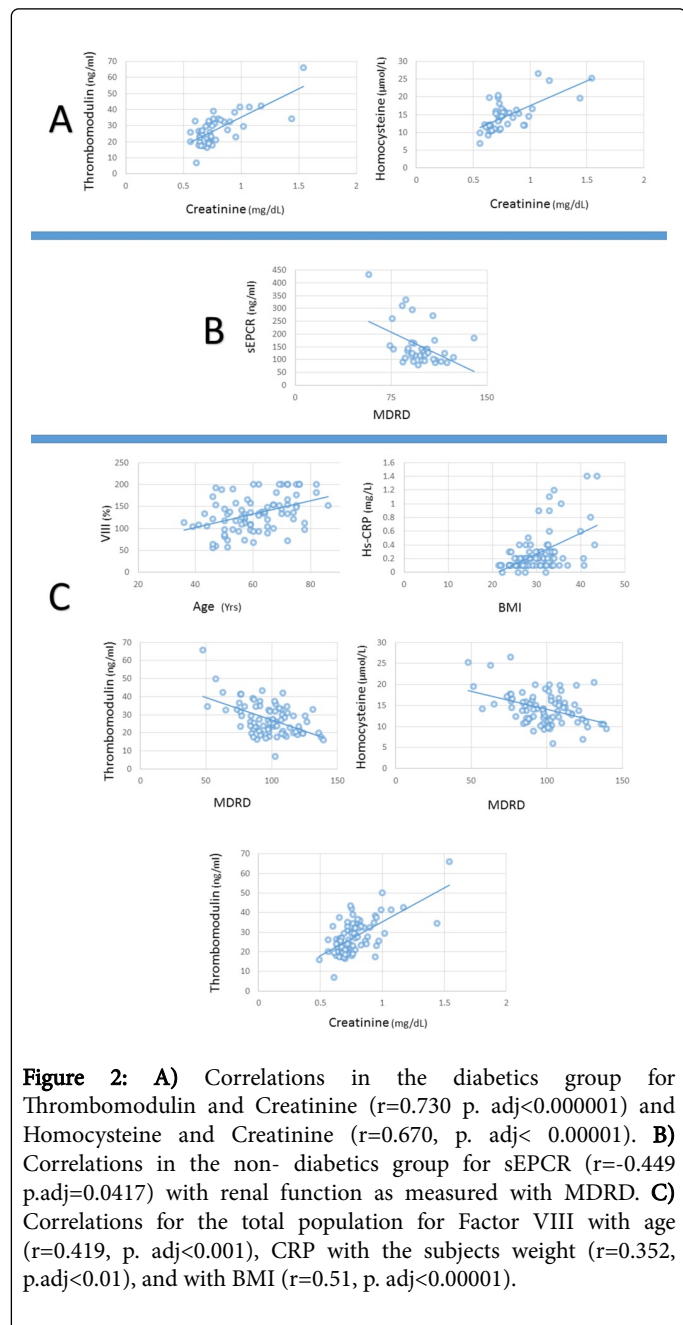 A
Thrombomodulin (ng/ml)
70
60
50
40
30
20
10
0
0 0.5 1 1.5 2
Creatinine (mg/dL)
Homocysteine (µmol/L)
30
25
20
15
10
5
0
0 0.5 1 1.5 2
Creatinine (mg/dL)
B
sEPCR (ng/ml)
450
400
350
300
250
200
150
100
50
0
0 75 150
MDRD
C
VIII (%)
250
200
150
100
50
0
20 40 60 80
Age (Yrs)
Hs-CRP (mg/L)
1.6
1.4
1.2
1
0.8
0.6
0.4
0.2
0
0 10 20 30 40 50
BMI
Thrombomodulin (ng/ml)
70
60
50
40
30
20
10
0
0 50 100 150
MDRD
Homocysteine (µmol/L)
30
25
20
15
10
5
0
0 50 100 150
MDRD
Thrombomodulin (ng/ml)
70
60
50
40
30
20
10
0
0 0.5 1 1.5 2
Creatinine (mg/dL)
Figure 2: A) Correlations in the diabetics group for
Thrombomodulin and Creatinine (r=0.730 p. adj<0.000001) and
Homocysteine and Creatinine (r=0.670, p. adj< 0.00001). B)
Correlations in the non- diabetics group for sEPCR (r=-0.449
p.adj=0.0417) with renal function as measured with MDRD. C)
Correlations for the total population for Factor VIII with age
(r=0.419, p. adj<0.001), CRP with the subjects weight (r=0.352,
p.adj<0.01), and with BMI (r=0.51, p. adj<0.00001).